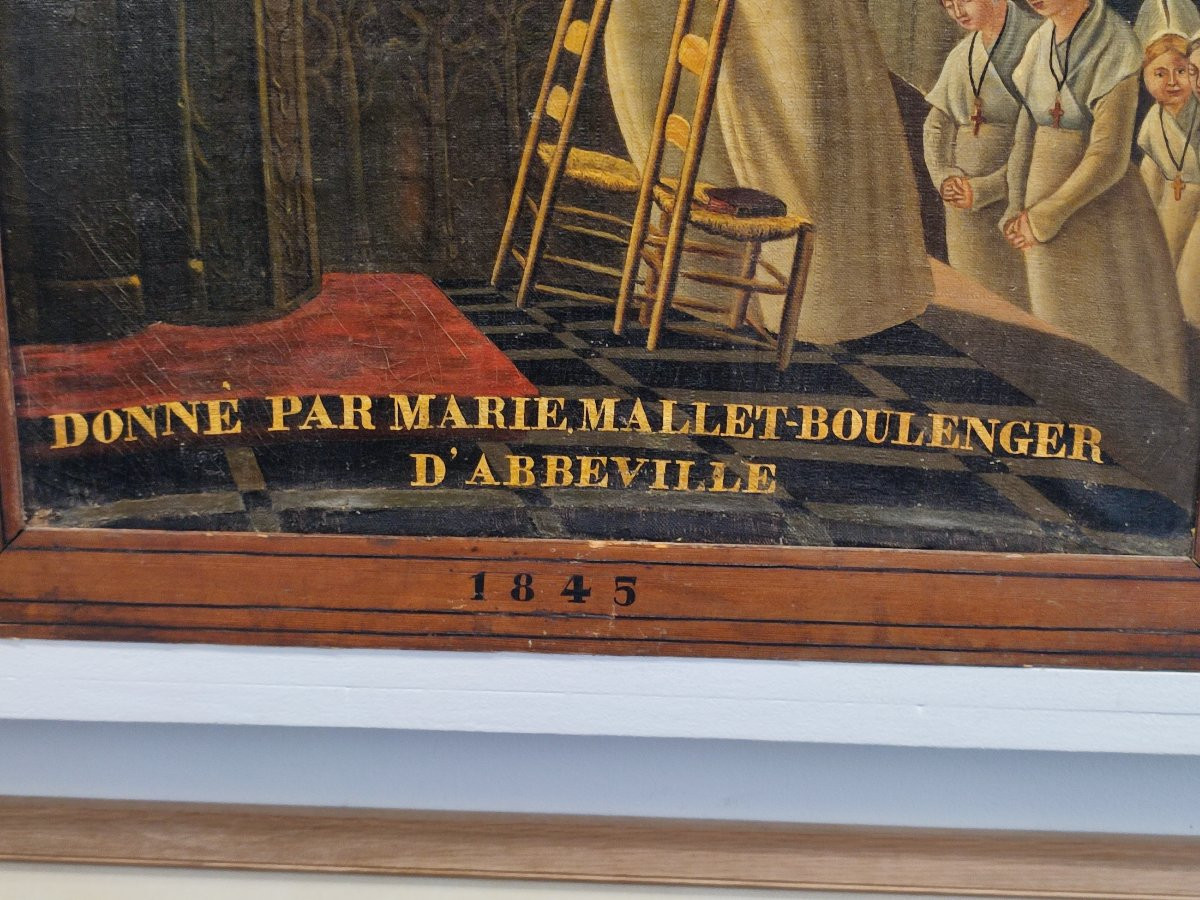 DONNÉ PAR MARIE, MALLET-BOULENGER
D'ABBEVILLE
1845